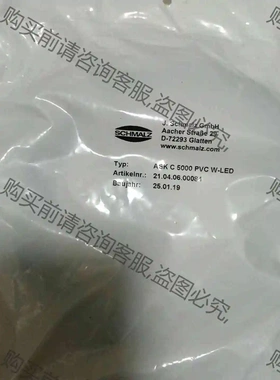 购买前请咨询客服,盗图必究,
SCHMALZ
J. Schmalz GmbH
Aacher Straße 29
D-72293 Glatten
www.schmalz.com
Typ: ASK C 5000 PVC W-LED
Artikelnr.: 21.04.06.00081
Baujahr: 25.01.19
购买前请咨询客服,盗图必究,
购买前请咨询客服,盗图必究,